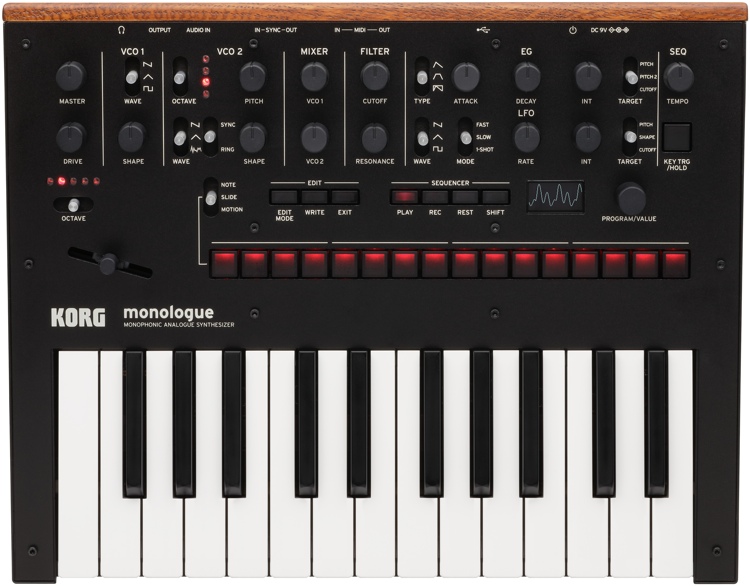 OUTPUT AUDIO IN IN—SYNC—OUT IN — MIDI — OUT DC 9V
VCO 1 VCO 2 MIXER FILTER EG SEQ
MASTER WAVE OCTAVE PITCH VCO 1 CUTOFF TYPE ATTACK DECAY INT TARGET PITCH PITCH 2 CUTOFF TEMPO
LFO
DRIVE SHAPE WAVE SYNC RING SHAPE VCO 2 RESONANCE WAVE MODE FAST SLOW 1-SHOT RATE INT TARGET PITCH SHAPE CUTOFF KEY TRG
/HOLD
OCTAVE
NOTE
SLIDE
MOTION
EDIT
EDIT
MODE WRITE EXIT
SEQUENCER
PLAY REC REST SHIFT
PROGRAM/VALUE
KORG monologue
MONOPHONIC ANALOGUE SYNTHESIZER